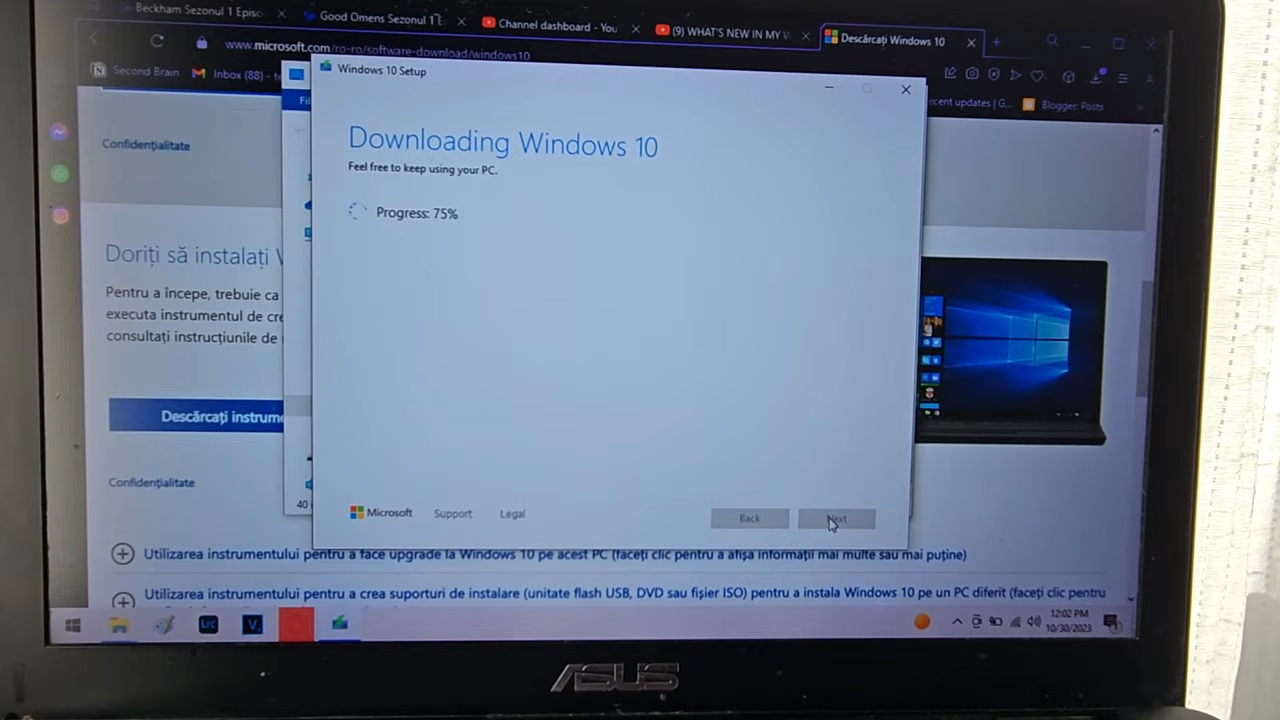 Beckham Sezonul 1 Episo
Good Omens Sezonul 1 E
Channel dashboard - You
(9) WHAT'S NEW IN MY V
Descărcați Windows 10
www.microsoft.com/ro-ro/software-download/windows10
Second Brain
Inbox (88) - t
ecent updates | G...
Blogger: Posts
Windows 10 Setup
Fil
Downloading Windows 10
Feel free to keep using your PC.
Progress: 75%
Confidențialitate
Doriți să instalați
Pentru a începe, trebuie ca
executa instrumentul de cre
consultați instrucțiunile de
Descărcați instrume
Confidențialitate
40
Microsoft Support Legal
Back Next
Utilizarea instrumentului pentru a face upgrade la Windows 10 pe acest PC (faceți clic pentru a afișa informații mai multe sau mai puține)
Utilizarea instrumentului pentru a crea suporturi de instalare (unitate flash USB, DVD sau fișier ISO) pentru a instala Windows 10 pe un PC diferit (faceți clic pentru
LrC
V
12:02 PM
10/30/2023
ASUS